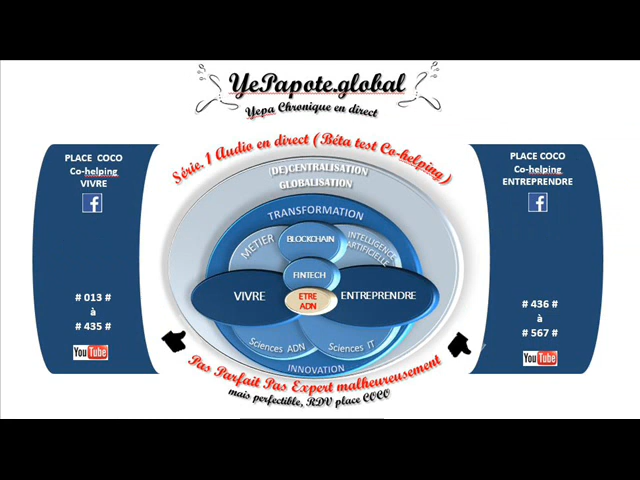 YePapote.global
Yepa Chronique en direct
Série, 1 Audio en direct (Béta test Co-helping)
PLACE COCO
Co-helping
VIVRE
# 013 #
à
# 435 #
YouTube
(DE)CENTRALISATION
GLOBALISATION
TRANSFORMATION
METIER
BLOCKCHAIN
INTELLIGENCE
ARTIFICIELLE
FINTECH
VIVRE
ETRE
ADN
ENTREPRENDRE
Sciences ADN
Sciences IT
INNOVATION
PLACE COCO
Co-helping
ENTREPRENDRE
# 436 #
à
# 567 #
YouTube
Pas Parfait Pas Expert malheureusement
mais perfectible, RDV place COCO